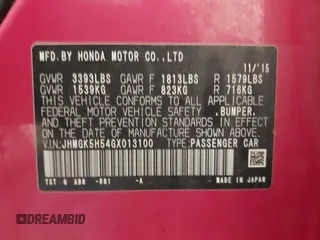 MFD.BY HONDA MOTOR CO.,LTD
11/'15
GVWR 3393LBS GAWR F 1813LBS R 1579LBS
GVWR 1539KG GAWR F 823KG R 716KG
THIS VEHICLE CONFORMS TO ALL APPLICABLE
FEDERAL MOTOR VEHICLE SAFETY, BUMPER,
AND THEFT PREVENTION STANDARDS IN EFFECT
ON THE DATE OF MANUFACTURE SHOWN ABOVE.
V.I.N:JHMGK5H54GX013100 TYPE:PASSENGER CAR
MADE IN JAPAN
DREAMBID
DREAMBID